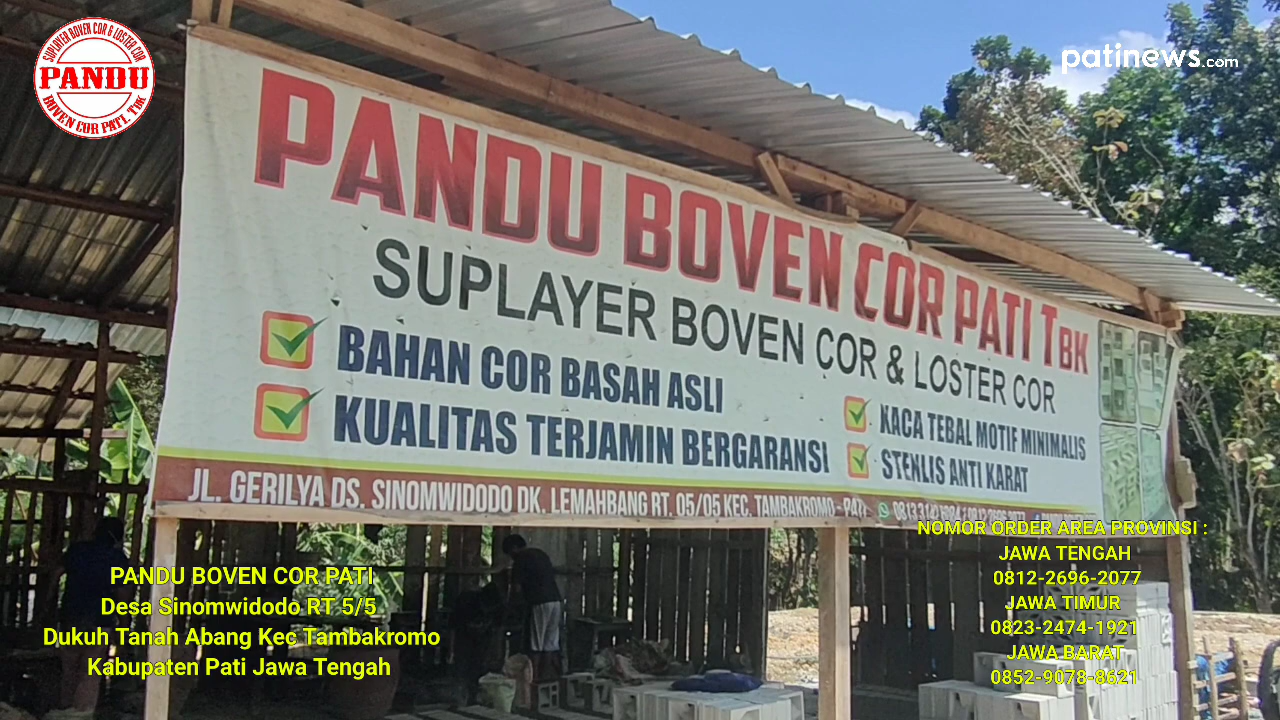 SUPLAYER BOVEN COR & LOSTER COR
PANDU
BOVEN COR PATI. TBK
patinews.com
PANDU BOVEN COR PATI TBK
SUPLAYER BOVEN COR & LOSTER COR
BAHAN COR BASAH ASLI
KUALITAS TERJAMIN BERGARANSI
KACA TEBAL MOTIF MINIMALIS
STENLIS ANTI KARAT
JL. GERILYA DS. SINOMWIDODO DK. LEMAHBANG RT. 05/05 KEC. TAMBAKROMO - PATI
NOMOR ORDER AREA PROVINSI :
JAWA TENGAH
0812-2696-2077
JAWA TIMUR
0823-2474-1921
JAWA BARAT
0852-9078-8621
PANDU BOVEN COR PATI
Desa Sinomwidodo RT 5/5
Dukuh Tanah Abang Kec Tambakromo
Kabupaten Pati Jawa Tengah